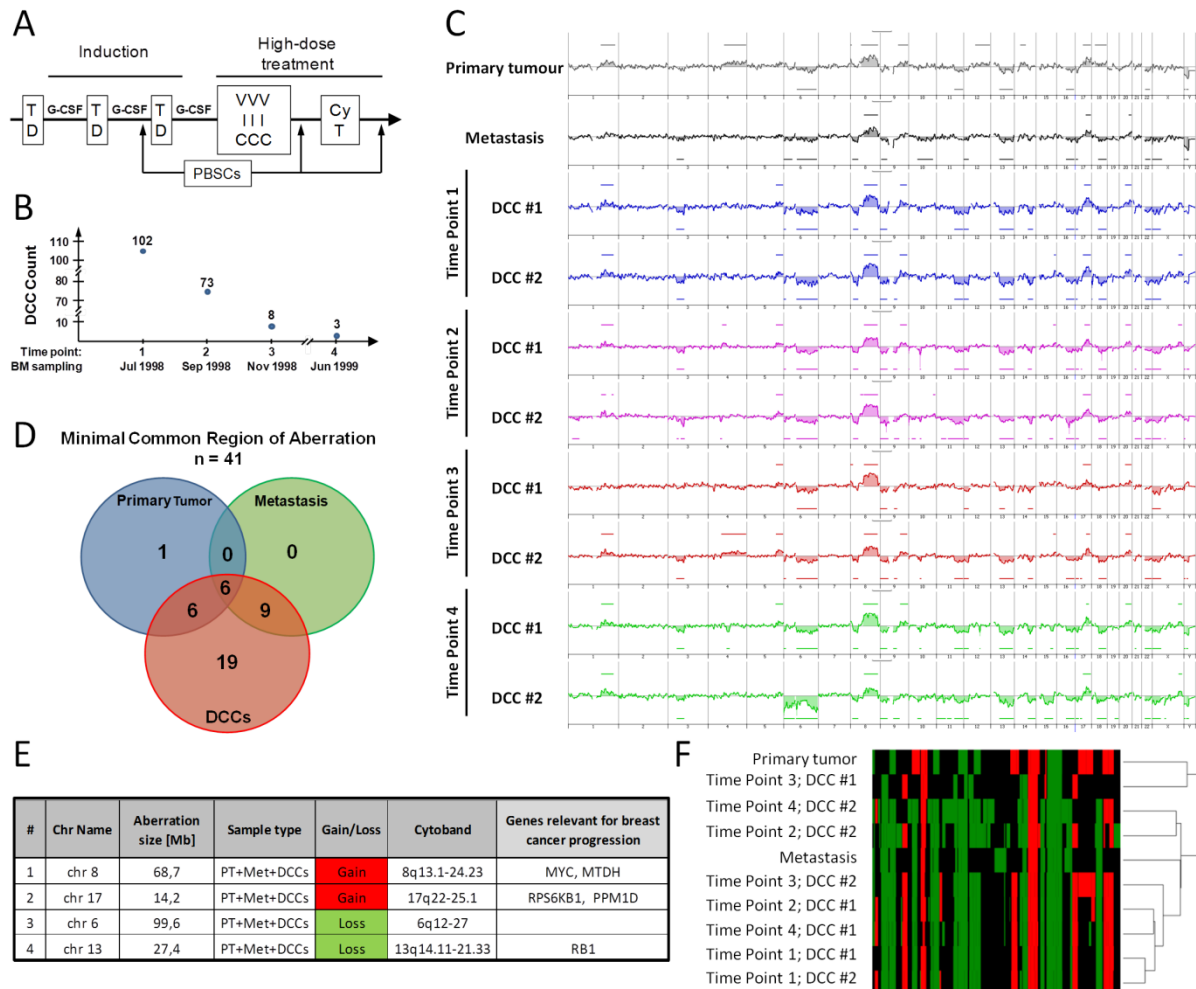 A
Induction
High-dose
treatment
T D
G-CSF
T D
G-CSF
T D
G-CSF
VVV
I I I
CCC
Cy
T
PBSCs
B
DCC Count
110
100
80
70
10
102
73
8
3
Time point:
BM sampling
1
2
3
4
Jul 1998
Sep 1998
Nov 1998
Jun 1999
C
Primary tumour
Metastasis
Time Point 1
DCC #1
DCC #2
Time Point 2
DCC #1
DCC #2
Time Point 3
DCC #1
DCC #2
Time Point 4
DCC #1
DCC #2
D
Minimal Common Region of Aberration
n = 41
Primary Tumor
Metastasis
1
0
0
6
6
9
19
DCCs
E
# Chr Name Aberration size [Mb] Sample type Gain/Loss Cytoband Genes relevant for breast cancer progression
1 chr 8 68,7 PT+Met+DCCs Gain 8q13.1-24.23 MYC, MTDH
2 chr 17 14,2 PT+Met+DCCs Gain 17q22-25.1 RPS6KB1, PPM1D
3 chr 6 99,6 PT+Met+DCCs Loss 6q12-27
4 chr 13 27,4 PT+Met+DCCs Loss 13q14.11-21.33 RB1
F
Primary tumor
Time Point 3; DCC #1
Time Point 4; DCC #2
Time Point 2; DCC #2
Metastasis
Time Point 3; DCC #2
Time Point 2; DCC #1
Time Point 4; DCC #1
Time Point 1; DCC #1
Time Point 1; DCC #2